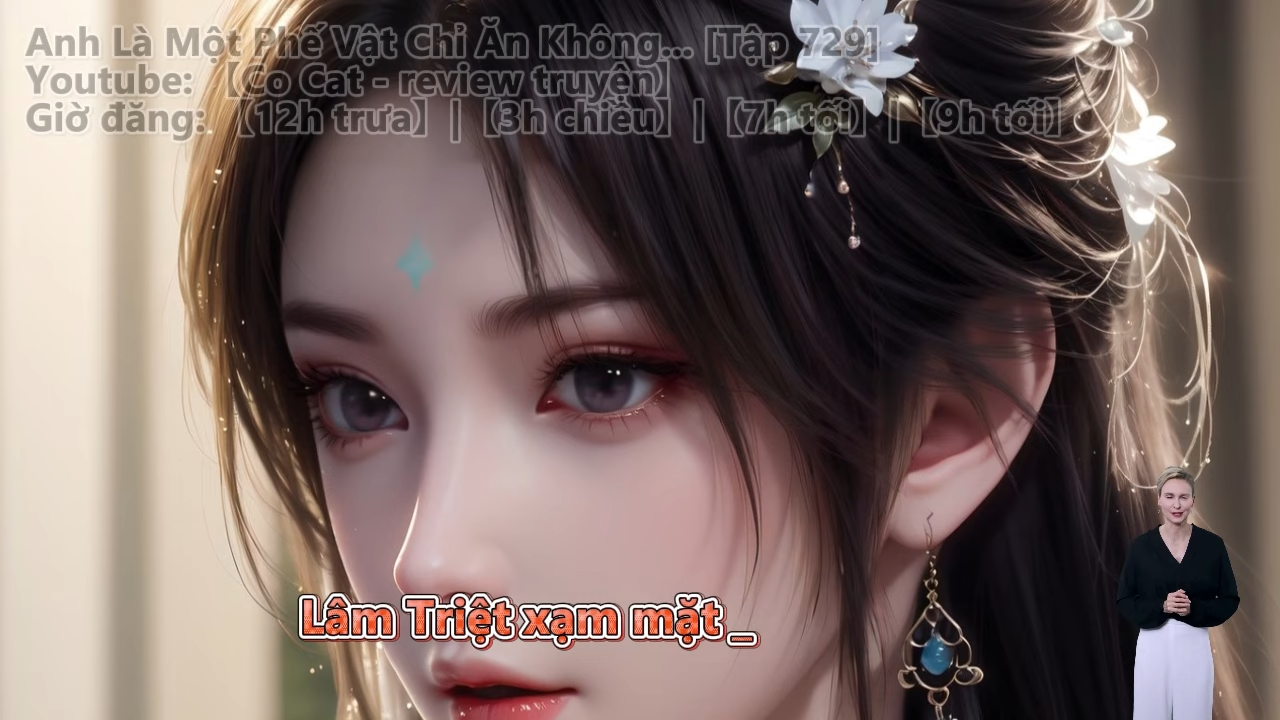 Anh Là Một Phế Vật Chỉ Ăn Không... [Tập 729]
Youtube: 【Cơ Cat - review truyện】
Giờ đăng: 【12h trưa】 | 【3h chiều】 | 【7h tối】 | 【9h tối】
Lâm Triệt xạm mặt _